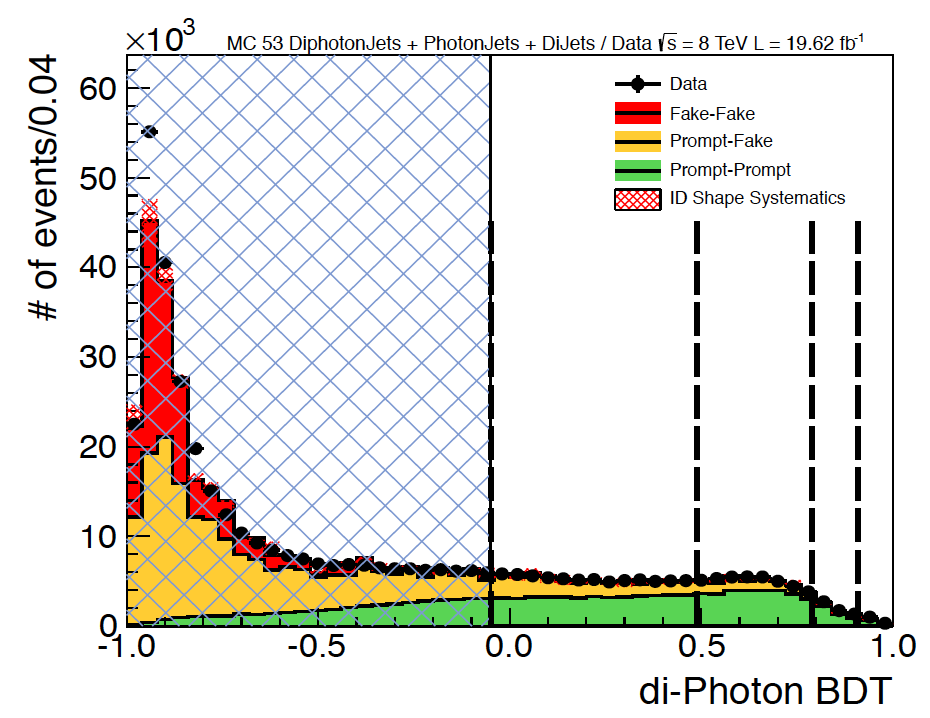 ×10³
MC 53 DiphotonJets + PhotonJets + DiJets / Data √s = 8 TeV L = 19.62 fb⁻¹
# of events/0.04
60
50
40
30
20
10
0
Data
Fake-Fake
Prompt-Fake
Prompt-Prompt
ID Shape Systematics
-1.0 -0.5 0.0 0.5 1.0
di-Photon BDT